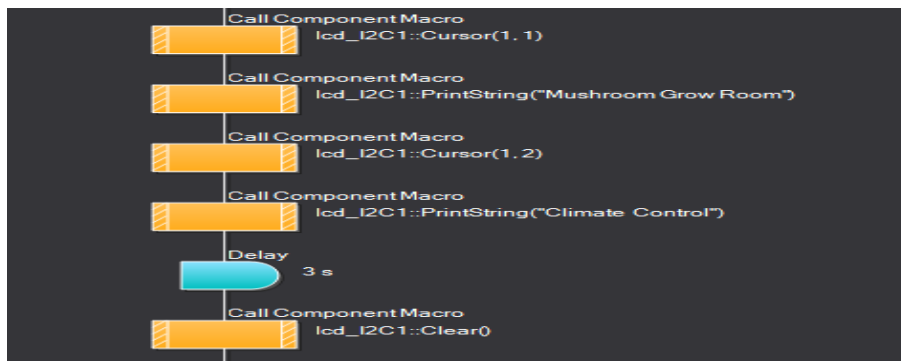 Call Component Macro
lcd_I2C1::Cursor(1, 1)
Call Component Macro
lcd_I2C1::PrintString("Mushroom Grow Room")
Call Component Macro
lcd_I2C1::Cursor(1, 2)
Call Component Macro
lcd_I2C1::PrintString("Climate Control")
Delay
3 s
Call Component Macro
lcd_I2C1::Clear()